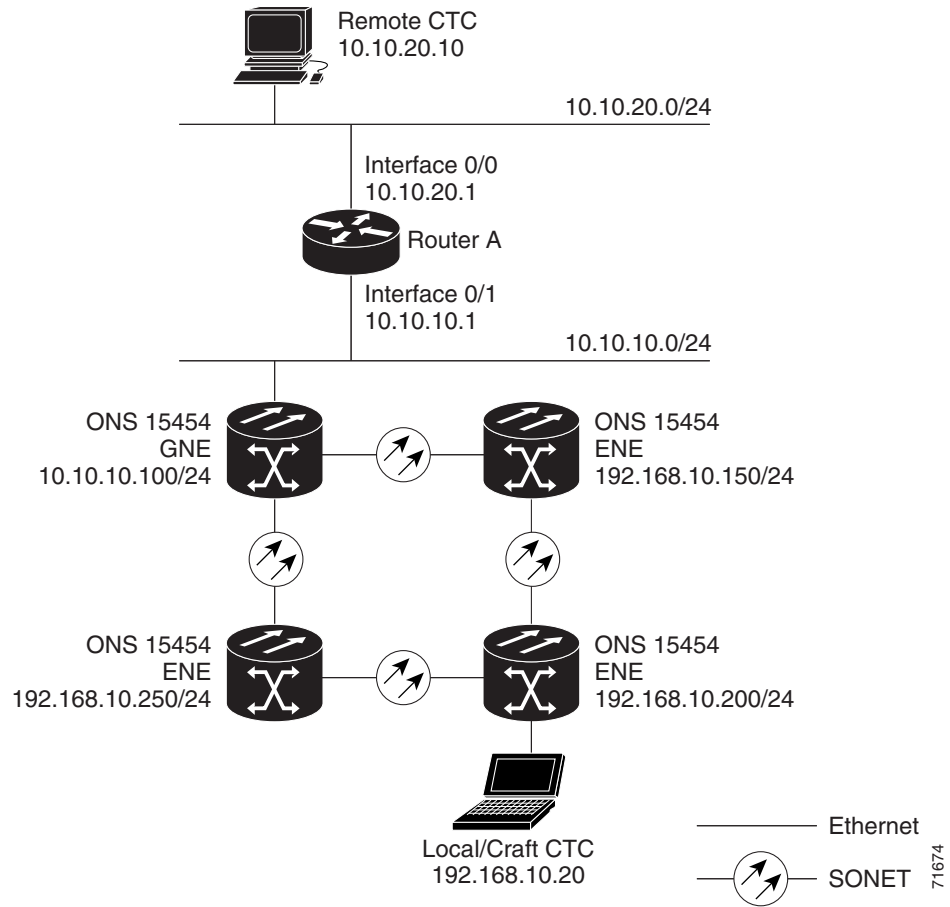 Remote CTC
10.10.20.10
10.10.20.0/24
Interface 0/0
10.10.20.1
Router A
Interface 0/1
10.10.10.1
10.10.10.0/24
ONS 15454
GNE
10.10.10.100/24
ONS 15454
ENE
192.168.10.150/24
ONS 15454
ENE
192.168.10.250/24
ONS 15454
ENE
192.168.10.200/24
Local/Craft CTC
192.168.10.20
Ethernet
SONET
71674